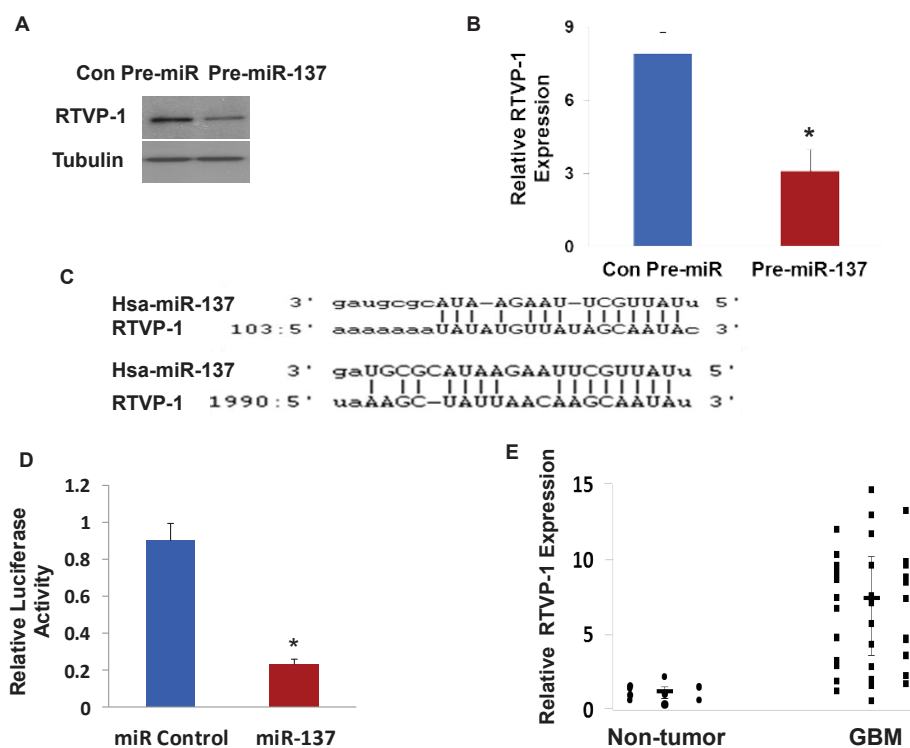 A
Con Pre-miR Pre-miR-137
RTVP-1
Tubulin
B
Relative RTVP-1
Expression
9
6
3
0
*
Con Pre-miR Pre-miR-137
C
Hsa-miR-137 3' gaugcgcAUA-AGAAU-UCGUUAUu 5'
RTVP-1 103:5' aaaaaaaUAUAUGUUAUAGCAAUAc 3'
Hsa-miR-137 3' gaUGCGCAUAAGAAUUCGUUAUu 5'
RTVP-1 1990:5' uaAAGC-UAUUAACAAGCAAUAu 3'
D
Relative Luciferase
Activity
1.2
1
0.8
0.6
0.4
0.2
0
*
miR Control miR-137
E
Relative RTVP-1 Expression
15
10
5
0
Non-tumor GBM